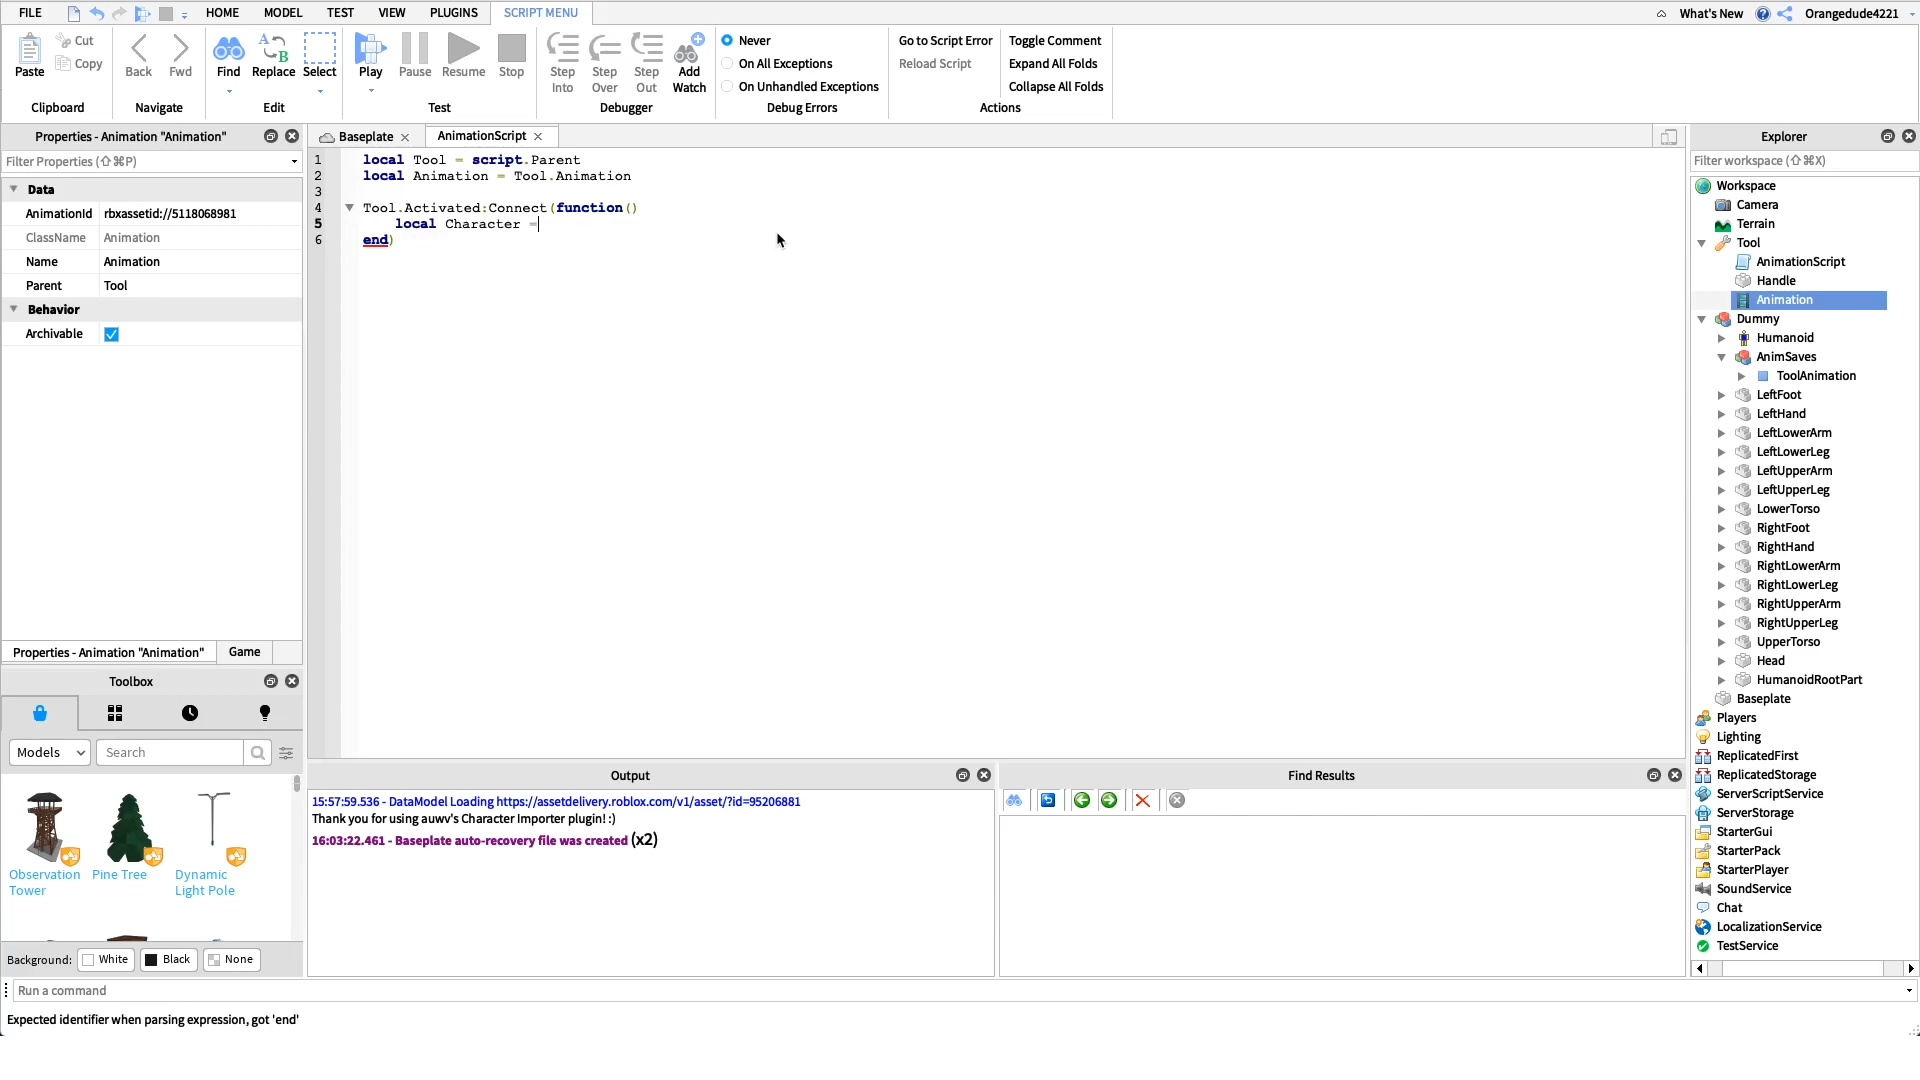 FILE HOME MODEL TEST VIEW PLUGINS SCRIPT MENU What's New Orangedude4221
Paste Cut Copy Back Fwd Find Replace Select Play Pause Resume Stop Step Into Step Over Step Out Add Watch
Never
On All Exceptions
On Unhandled Exceptions
Go to Script Error
Reload Script
Toggle Comment
Expand All Folds
Collapse All Folds
Clipboard Navigate Edit Test Debugger Debug Errors Actions
Properties - Animation "Animation"
Filter Properties (⇧⌘P)
Data
AnimationId rbxassetid://5118068981
ClassName Animation
Name Animation
Parent Tool
Behavior
Archivable
Properties - Animation "Animation" Game
Toolbox
Models Search
Observation Tower
Pine Tree
Dynamic Light Pole
Background: White Black None
Baseplate AnimationScript
1 local Tool = script.Parent
2 local Animation = Tool.Animation
3
4 Tool.Activated:Connect(function()
5 local Character =
6 end)
Output
15:57:59.536 - DataModel Loading https://assetdelivery.roblox.com/v1/asset/?id=95206881
Thank you for using auwv's Character Importer plugin! :)
16:03:22.461 - Baseplate auto-recovery file was created (x2)
Find Results
Explorer
Filter workspace (⇧⌘X)
Workspace
Camera
Terrain
Tool
AnimationScript
Handle
Animation
Dummy
Humanoid
AnimSaves
ToolAnimation
LeftFoot
LeftHand
LeftLowerArm
LeftLowerLeg
LeftUpperArm
LeftUpperLeg
LowerTorso
RightFoot
RightHand
RightLowerArm
RightLowerLeg
RightUpperArm
RightUpperLeg
UpperTorso
Head
HumanoidRootPart
Baseplate
Players
Lighting
ReplicatedFirst
ReplicatedStorage
ServerScriptService
ServerStorage
StarterGui
StarterPack
StarterPlayer
SoundService
Chat
LocalizationService
TestService
Run a command
Expected identifier when parsing expression, got 'end'